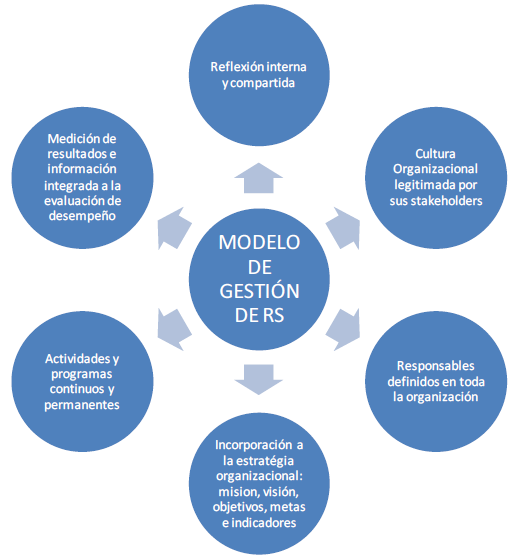 Reflexión interna
y compartida
Cultura
Organizacional
legitimada por
sus stakeholders
Responsables
definidos en toda
la organización
Incorporación a
la estratégia
organizacional:
mision, visión,
objetivos, metas
e indicadores
Actividades y
programas
continuos y
permanentes
Medición de
resultados e
información
integrada a la
evaluación de
desempeño
MODELO
DE
GESTIÓN
DE RS